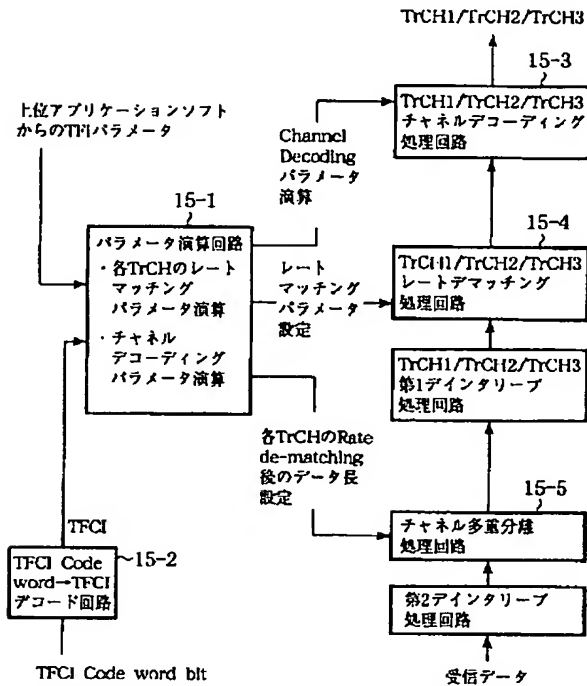 TrCH1/TrCH2/TrCH3
15-3
TrCH1/TrCH2/TrCH3
チャネルデコーディング
処理回路
上位アプリケーションソフト
からのTFIパラメータ
Channel
Decoding
パラメータ
演算
15-1
パラメータ演算回路
・各TrCHのレート
マッチング
パラメータ演算
・チャネル
デコーディング
パラメータ演算
レート
マッチング
パラメータ
設定
15-4
TrCH1/TrCH2/TrCH3
レートデマッチング
処理回路
TrCH1/TrCH2/TrCH3
第1デインタリーブ
処理回路
各TrCHのRate
de-matching
後のデータ長
設定
15-5
チャネル多重分離
処理回路
TFCI
15-2
TFCI Code
word→TFCI
デコード回路
第2デインタリーブ
処理回路
TFCI Code word bit
受信データ